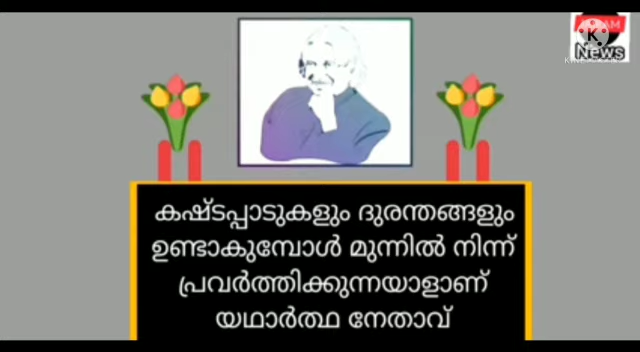 News
കഷ്ടപ്പാടുകളും ദുരന്തങ്ങളും
ഉണ്ടാകുമ്പോൾ മുന്നിൽ നിന്ന്
പ്രവർത്തിക്കുന്നയാളാണ്
യഥാർത്ഥ നേതാവ്